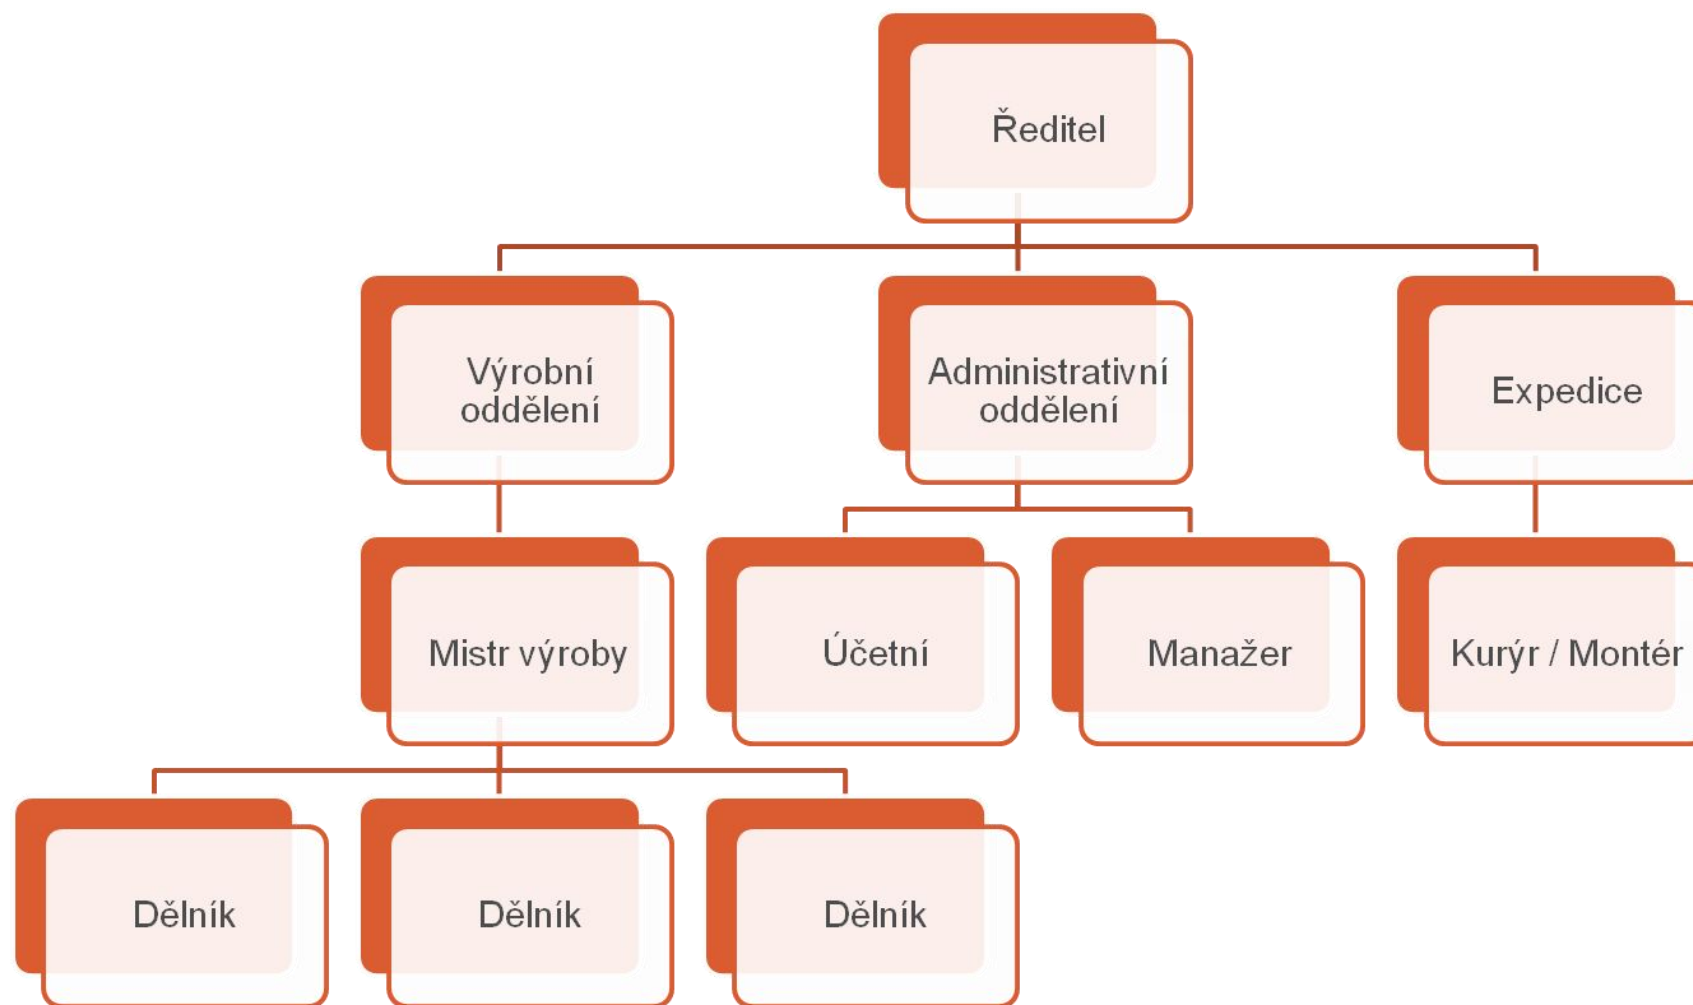 Ředitel
Výrobní
oddělení
Administrativní
oddělení
Expedice
Mistr výroby
Účetní
Manažer
Kurýr / Montér
Dělník
Dělník
Dělník